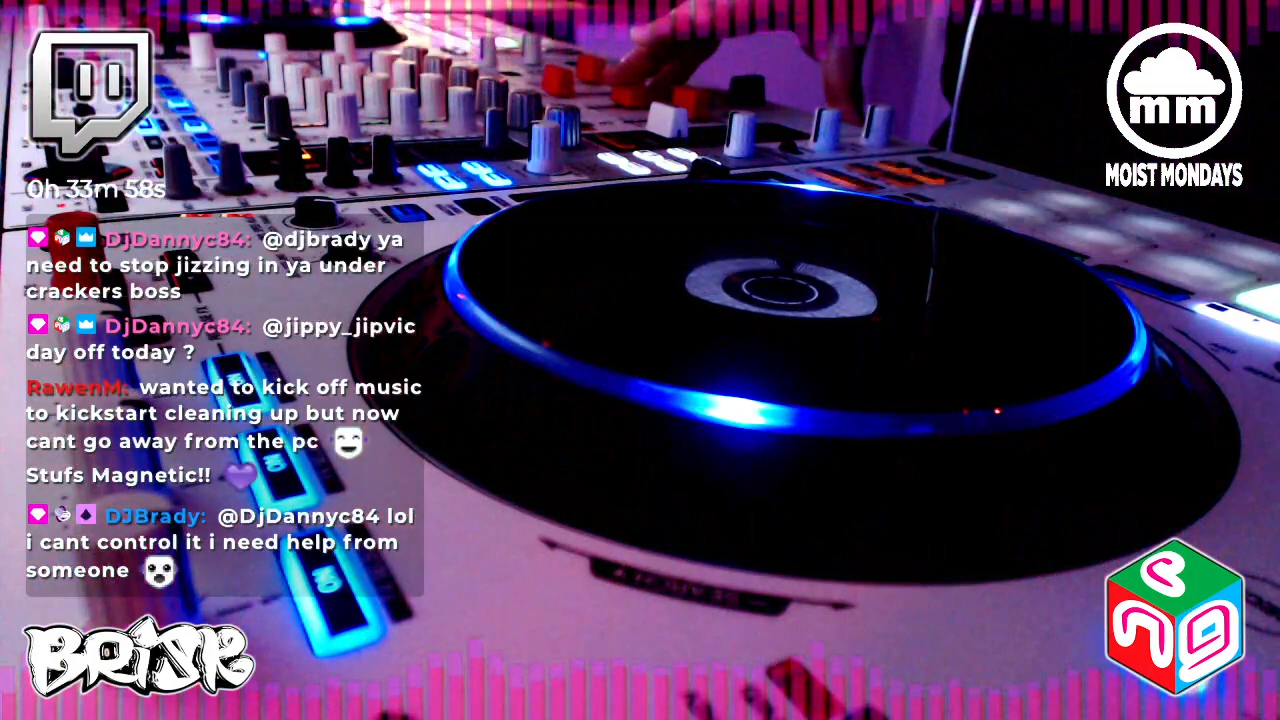 mm
MOIST MONDAYS
0h 33m 58s
DjDannyc84: @djbrady ya
need to stop jizzing in ya under
crackers boss
DjDannyc84: @jippy_jipvic
day off today ?
RawenM: wanted to kick off music
to kickstart cleaning up but now
cant go away from the pc
Stufs Magnetic!!
DJBrady: @DjDannyc84 lol
i cant control it i need help from
someone
BRISK